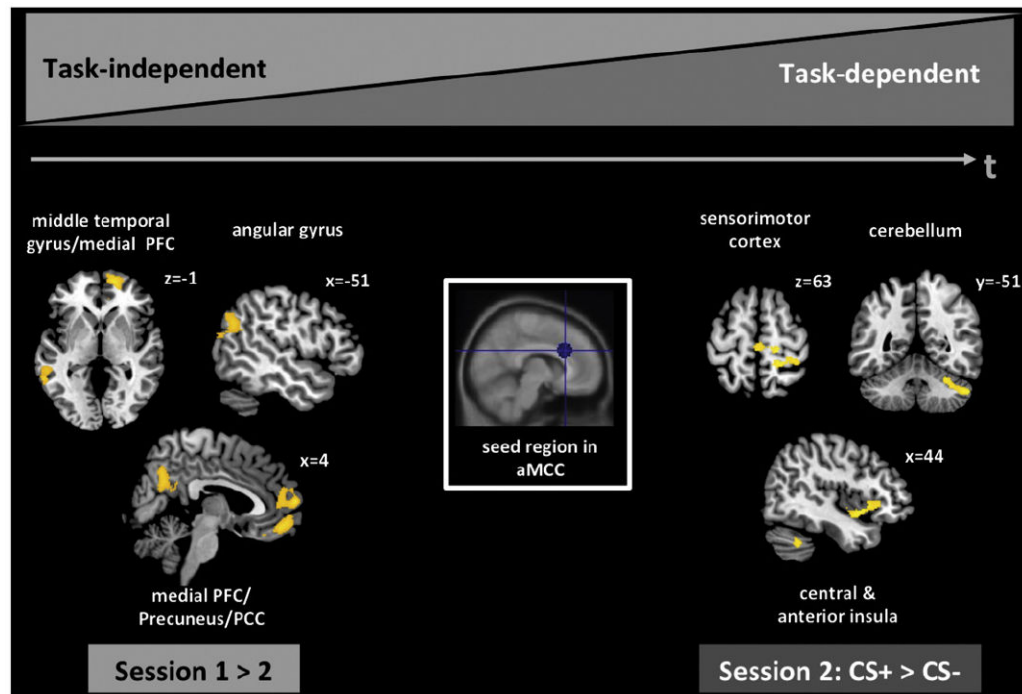 Task-independent
Task-dependent
t
middle temporal
gyrus/medial PFC
z=-1
angular gyrus
x=-51
sensorimotor
cortex
z=63
cerebellum
y=-51
seed region in
aMCC
x=4
medial PFC/
Precuneus/PCC
x=44
central &
anterior insula
Session 1 > 2
Session 2: CS+ > CS-